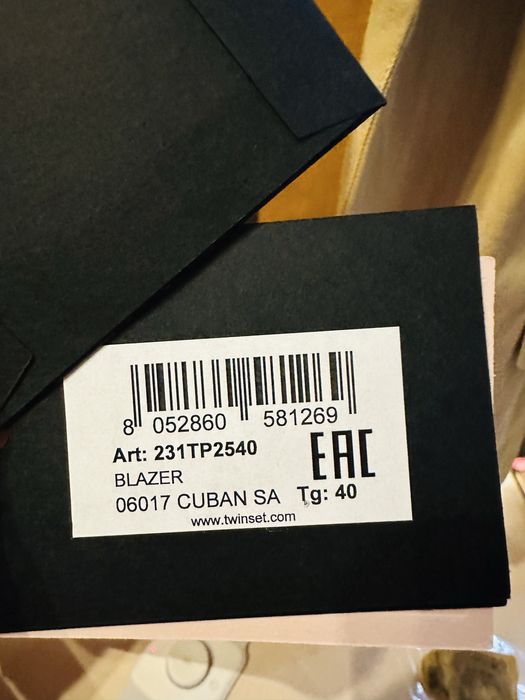 8 052860 581269
Art: 231TP2540
EAC
BLAZER
06017 CUBAN SA Tg: 40
www.twinset.com